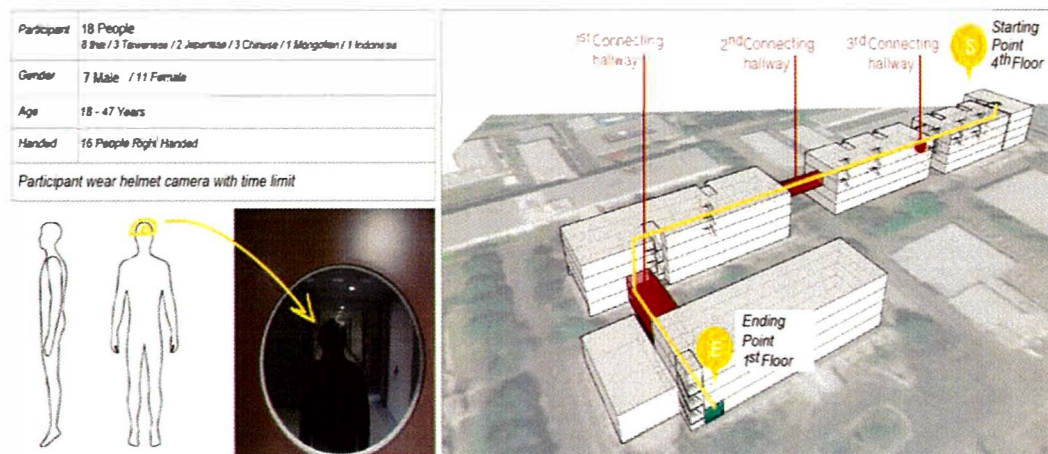 Participant 18 People
8 thai / 3 Taiwanese / 2 Japanese / 3 Chinese / 1 Mongolian / 1 Indonesia
Gender 7 Male / 11 Female
Age 18 - 47 Years
Handed 16 People Right Handed
Participant wear helmet camera with time limit
1st Connecting
hallway
2nd Connecting
hallway
3rd Connecting
hallway
S
Starting
Point
4th Floor
E
Ending
Point
1st Floor